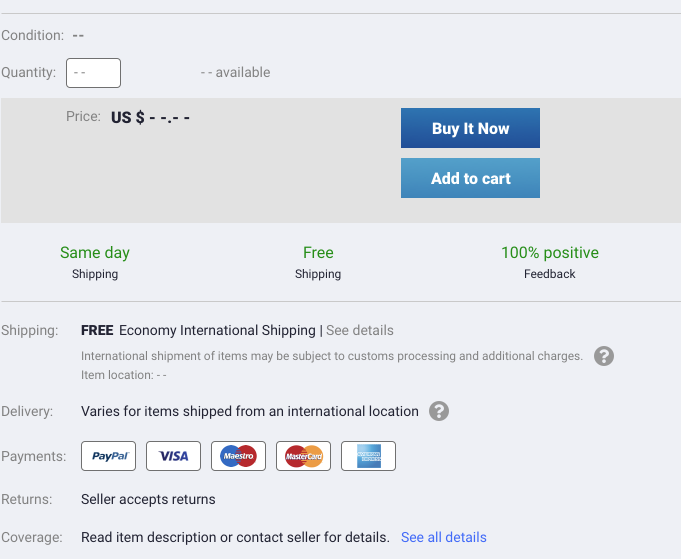 Condition: --
Quantity: -- -- available
Price: US $ - -.- -
Buy It Now
Add to cart
Same day Free 100% positive
Shipping Shipping Feedback
Shipping: FREE Economy International Shipping | See details
International shipment of items may be subject to customs processing and additional charges. ?
Item location: - -
Delivery: Varies for items shipped from an international location ?
Payments: PayPal VISA Maestro MasterCard AMERICAN EXPRESS
Returns: Seller accepts returns
Coverage: Read item description or contact seller for details. See all details